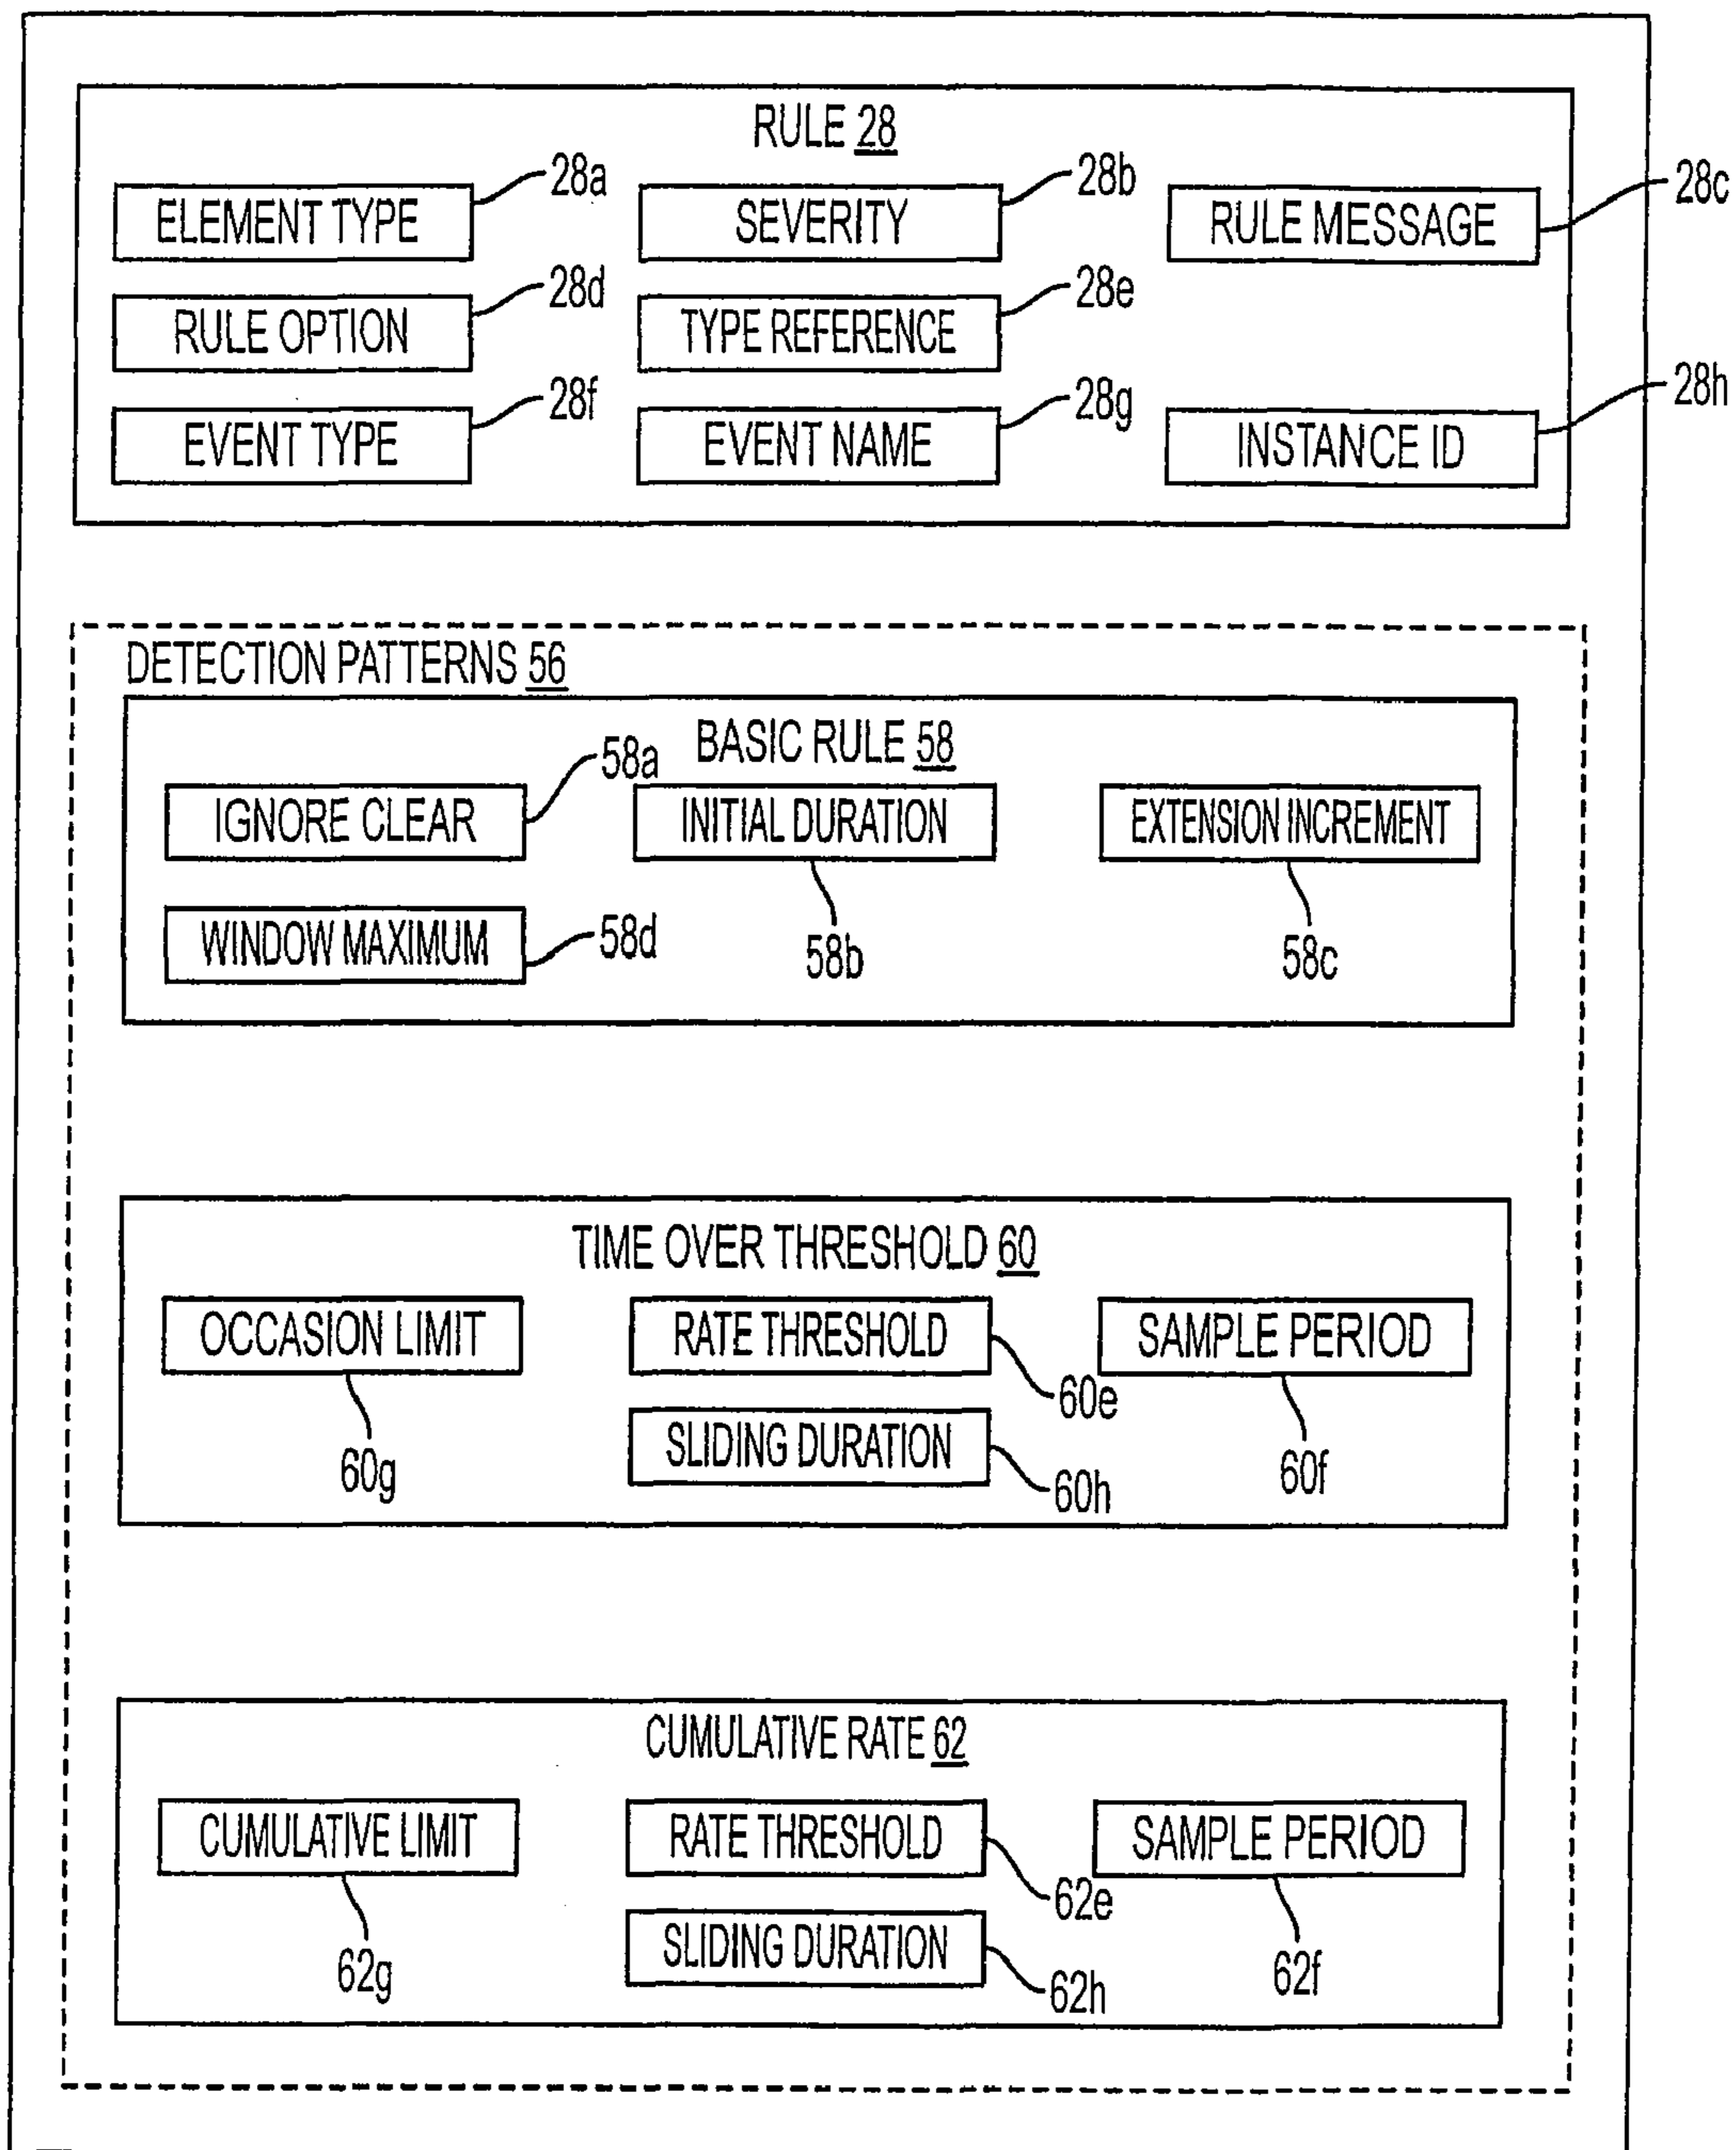 RULE 28
28a
28b
28c
ELEMENT TYPE
SEVERITY
RULE MESSAGE
28d
28e
RULE OPTION
TYPE REFERENCE
28f
28g
28h
EVENT TYPE
EVENT NAME
INSTANCE ID
DETECTION PATTERNS 56
BASIC RULE 58
58a
IGNORE CLEAR
INITIAL DURATION
EXTENSION INCREMENT
WINDOW MAXIMUM
58d
58b
58c
TIME OVER THRESHOLD 60
OCCASION LIMIT
RATE THRESHOLD
SAMPLE PERIOD
60e
SLIDING DURATION
60g
60h
60f
CUMULATIVE RATE 62
CUMULATIVE LIMIT
RATE THRESHOLD
SAMPLE PERIOD
62e
SLIDING DURATION
62g
62h
62f